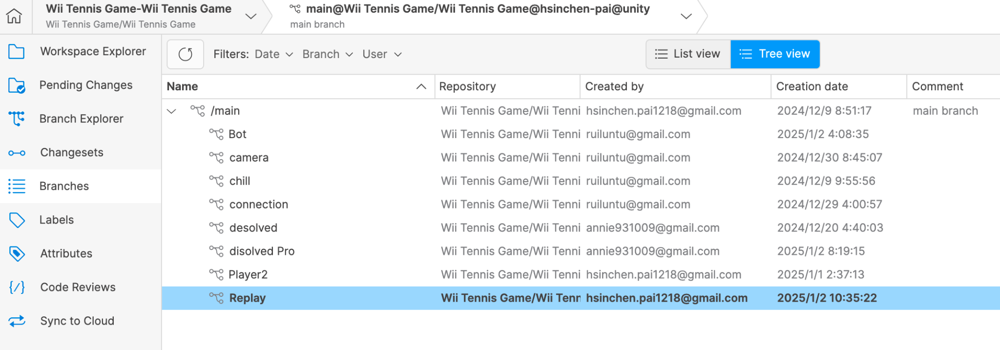 Wii Tennis Game-Wii Tennis Game
Wii Tennis Game/Wii Tennis Game
main@Wii Tennis Game/Wii Tennis Game@hsinchen-pai@unity
main branch
Workspace Explorer
Pending Changes
Branch Explorer
Changesets
Branches
Labels
Attributes
Code Reviews
Sync to Cloud
Filters: Date Branch User
List view Tree view
Name Repository Created by Creation date Comment
/main Wii Tennis Game/Wii Tenni hsinchen.pai1218@gmail.com 2024/12/9 8:51:17 main branch
Bot Wii Tennis Game/Wii Tenni ruiluntu@gmail.com 2025/1/2 4:08:35
camera Wii Tennis Game/Wii Tenni ruiluntu@gmail.com 2024/12/30 8:45:07
chill Wii Tennis Game/Wii Tenni ruiluntu@gmail.com 2024/12/9 9:55:56
connection Wii Tennis Game/Wii Tenni ruiluntu@gmail.com 2024/12/29 4:00:57
desolved Wii Tennis Game/Wii Tenni annie931009@gmail.com 2024/12/20 4:40:03
disolved Pro Wii Tennis Game/Wii Tenni annie931009@gmail.com 2025/1/2 8:19:15
Player2 Wii Tennis Game/Wii Tenni hsinchen.pai1218@gmail.com 2025/1/1 2:37:13
Replay Wii Tennis Game/Wii Tenn hsinchen.pai1218@gmail.com 2025/1/2 10:35:22